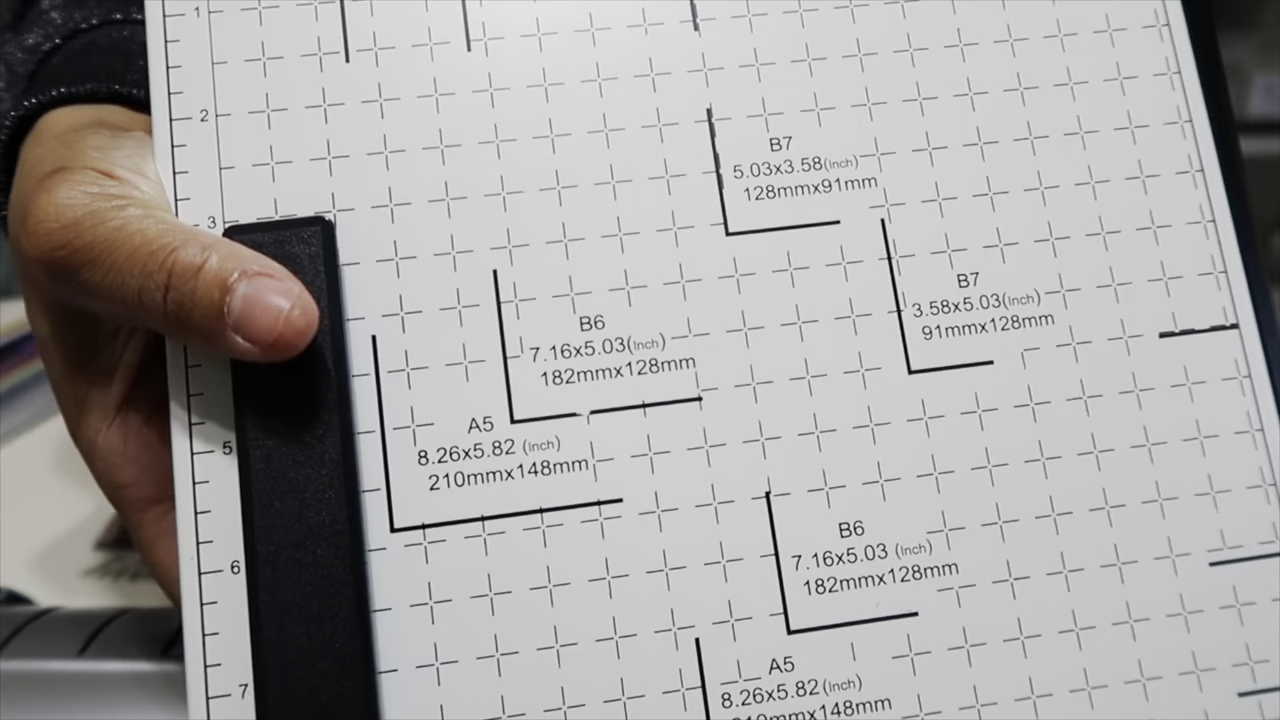 1
2
B7
5.03x3.58(Inch)
128mmx91mm
3
B7
3.58x5.03(Inch)
91mmx128mm
B6
7.16x5.03(Inch)
182mmx128mm
A5
8.26x5.82 (Inch)
210mmx148mm
5
B6
7.16x5.03 (Inch)
182mmx128mm
6
A5
8.26x5.82(Inch)
210mmx148mm
7